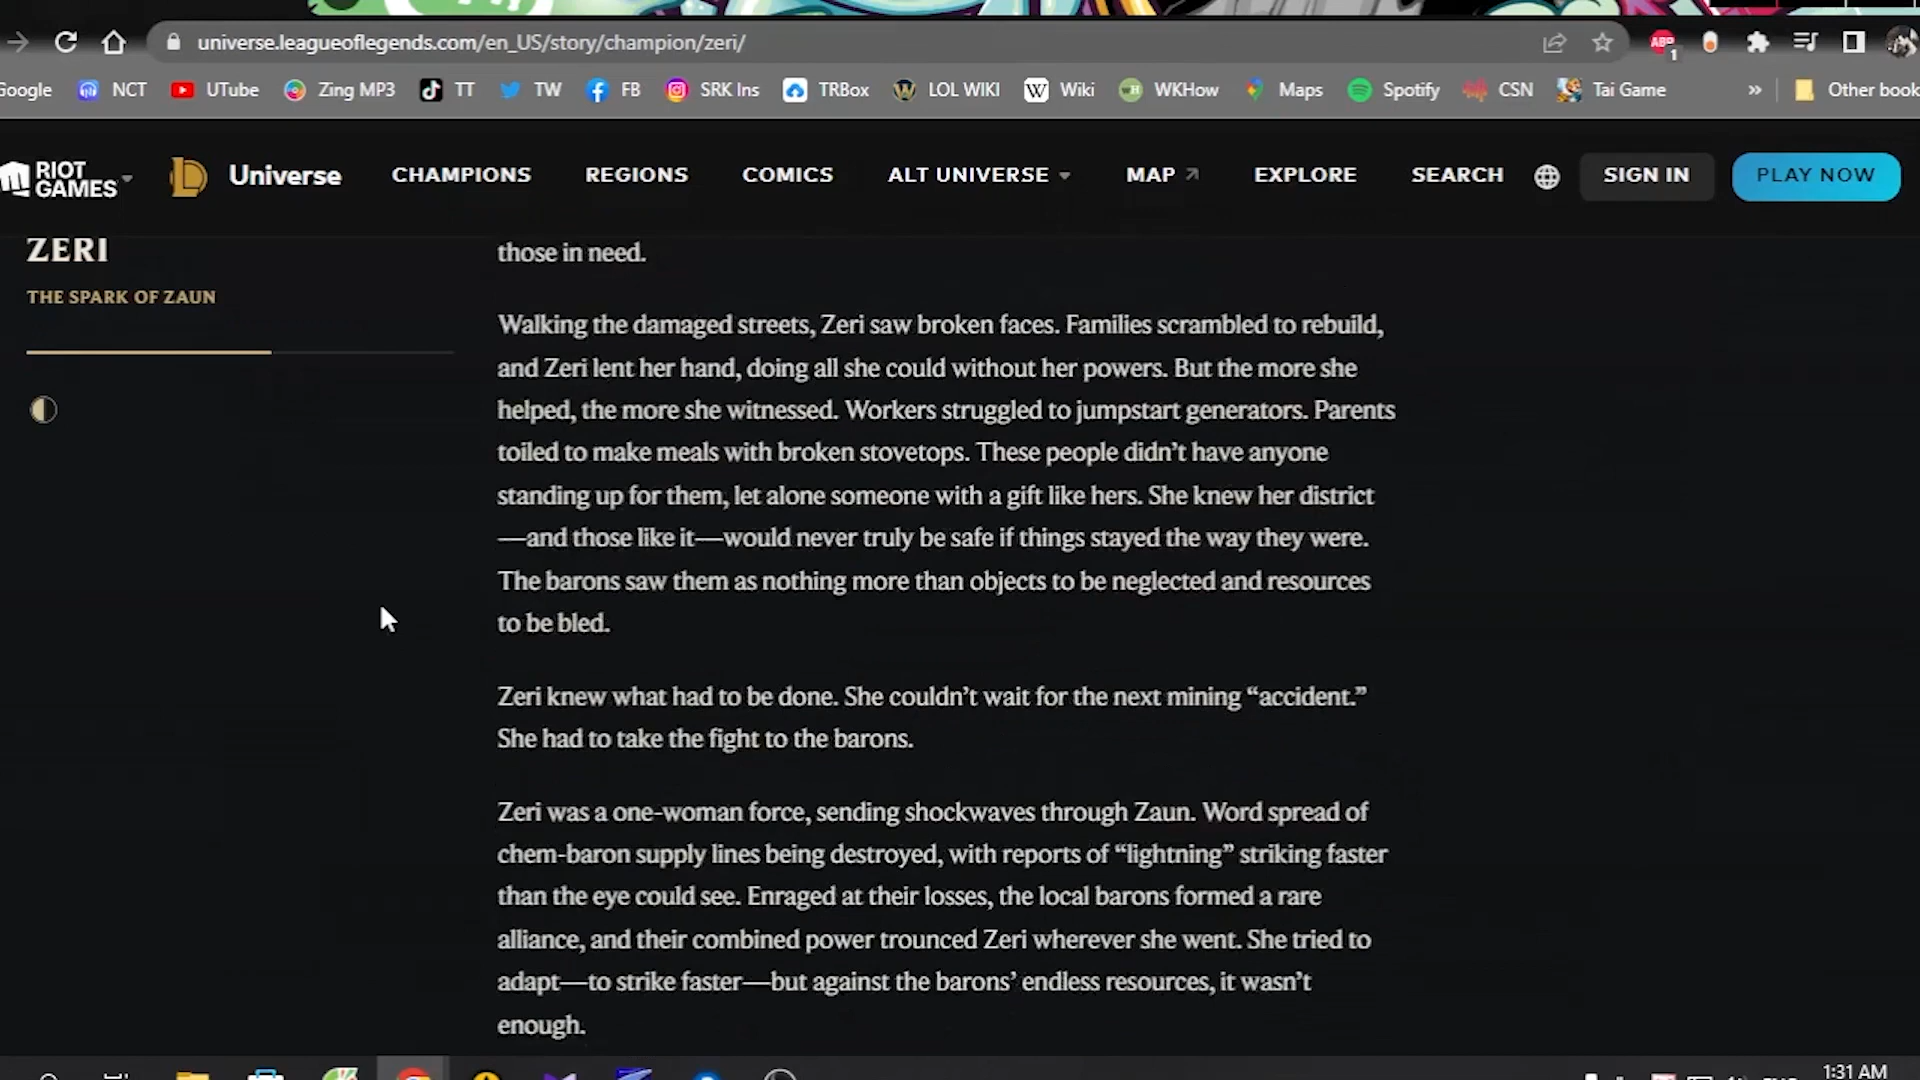 universe.leagueoflegends.com/en_US/story/champion/zeri/
ABP 1
Google NCT UTube Zing MP3 TT TW FB SRK Ins TRBox LOL WIKI Wiki WKHow Maps Spotify CSN Tai Game » Other book
RIOT GAMES Universe CHAMPIONS REGIONS COMICS ALT UNIVERSE MAP EXPLORE SEARCH SIGN IN PLAY NOW
ZERI
THE SPARK OF ZAUN
those in need.
Walking the damaged streets, Zeri saw broken faces. Families scrambled to rebuild,
and Zeri lent her hand, doing all she could without her powers. But the more she
helped, the more she witnessed. Workers struggled to jumpstart generators. Parents
toiled to make meals with broken stovetops. These people didn’t have anyone
standing up for them, let alone someone with a gift like hers. She knew her district
—and those like it—would never truly be safe if things stayed the way they were.
The barons saw them as nothing more than objects to be neglected and resources
to be bled.
Zeri knew what had to be done. She couldn’t wait for the next mining “accident.”
She had to take the fight to the barons.
Zeri was a one-woman force, sending shockwaves through Zaun. Word spread of
chem-baron supply lines being destroyed, with reports of “lightning” striking faster
than the eye could see. Enraged at their losses, the local barons formed a rare
alliance, and their combined power trounced Zeri wherever she went. She tried to
adapt—to strike faster—but against the barons’ endless resources, it wasn’t
enough.
1:31 AM